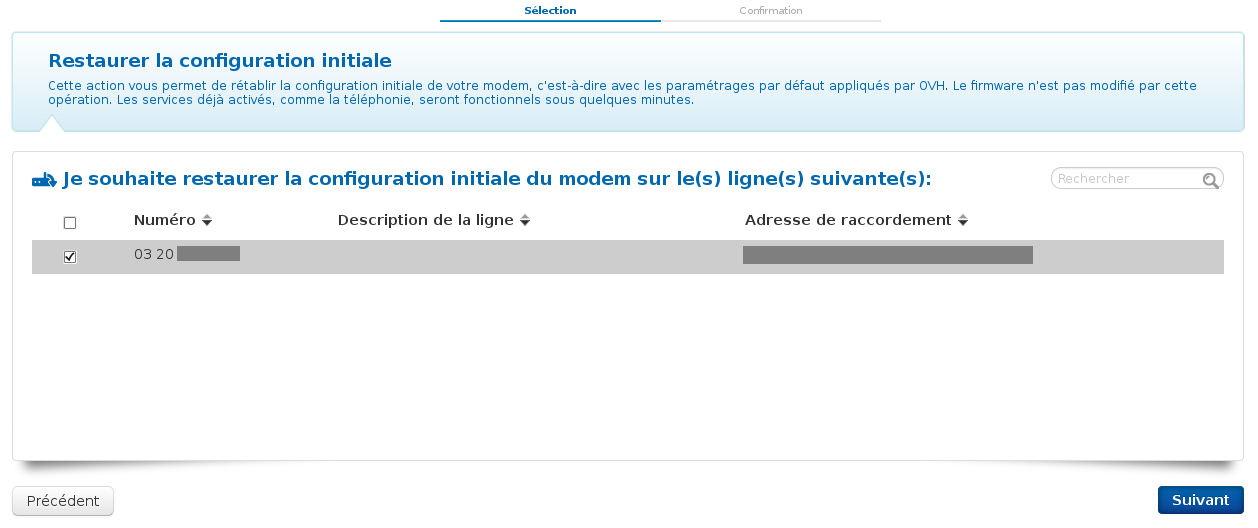 Sélection Confirmation
Restaurer la configuration initiale
Cette action vous permet de rétablir la configuration initiale de votre modem, c'est-à-dire avec les paramétrages par défaut appliqués par OVH. Le firmware n'est pas modifié par cette
opération. Les services déjà activés, comme la téléphonie, seront fonctionnels sous quelques minutes.
Je souhaite restaurer la configuration initiale du modem sur le(s) ligne(s) suivante(s):
Rechercher
Numéro Description de la ligne Adresse de raccordement
03 20
Précédent Suivant